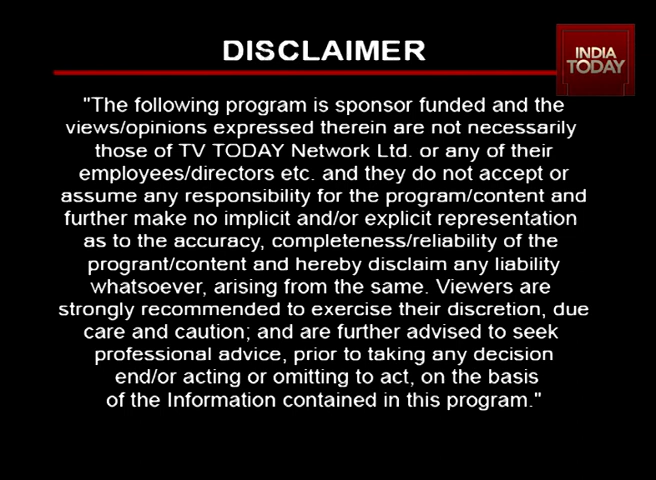 DISCLAIMER
INDIA
TODAY
"The following program is sponsor funded and the
views/opinions expressed therein are not necessarily
those of TV TODAY Network Ltd. or any of their
employees/directors etc. and they do not accept or
assume any responsibility for the program/content and
further make no implicit and/or explicit representation
as to the accuracy, completeness/reliability of the
progrant/content and hereby disclaim any liability
whatsoever, arising from the same. Viewers are
strongly recommended to exercise their discretion, due
care and caution; and are further advised to seek
professional advice, prior to taking any decision
end/or acting or omitting to act, on the basis
of the Information contained in this program."